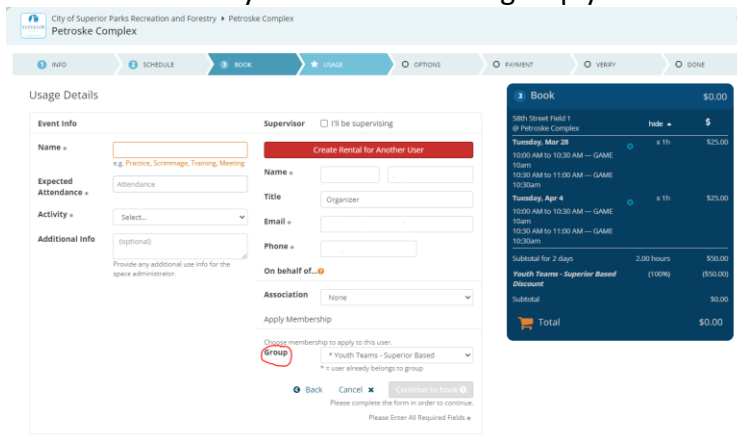 City of Superior Parks Recreation and Forestry ▸ Petroske Complex
Petroske Complex
1 INFO
2 SCHEDULE
3 BOOK
★ USAGE
OPTIONS
PAYMENT
VERIFY
DONE
Usage Details
Event Info
Name *
e.g. Practice, Scrimmage, Training, Meeting
Expected
Attendance *
Attendance
Activity *
Select...
Additional Info
(optional)
Provide any additional use info for the
space administrator.
Supervisor
I'll be supervising
Create Rental for Another User
Name *
Title
Organizer
Email *
Phone *
On behalf of...
Association
None
Apply Membership
Choose membership to apply to this user.
Group
* Youth Teams - Superior Based
* = user already belongs to group
Back
Cancel ✖
Continue to book
Please complete the form in order to continue.
Please Enter All Required Fields *
3 Book
$0.00
58th Street Field 1
@ Petroske Complex
hide
$
Tuesday, Mar 28
x 1h
$25.00
10:00 AM to 10:30 AM — GAME
10am
10:30 AM to 11:00 AM — GAME
10:30am
Tuesday, Apr 4
x 1h
$25.00
10:00 AM to 10:30 AM — GAME
10am
10:30 AM to 11:00 AM — GAME
10:30am
Subtotal for 2 days
2.00 hours
$50.00
Youth Teams - Superior Based
Discount
(100%)
($50.00)
Subtotal
$0.00
Total
$0.00